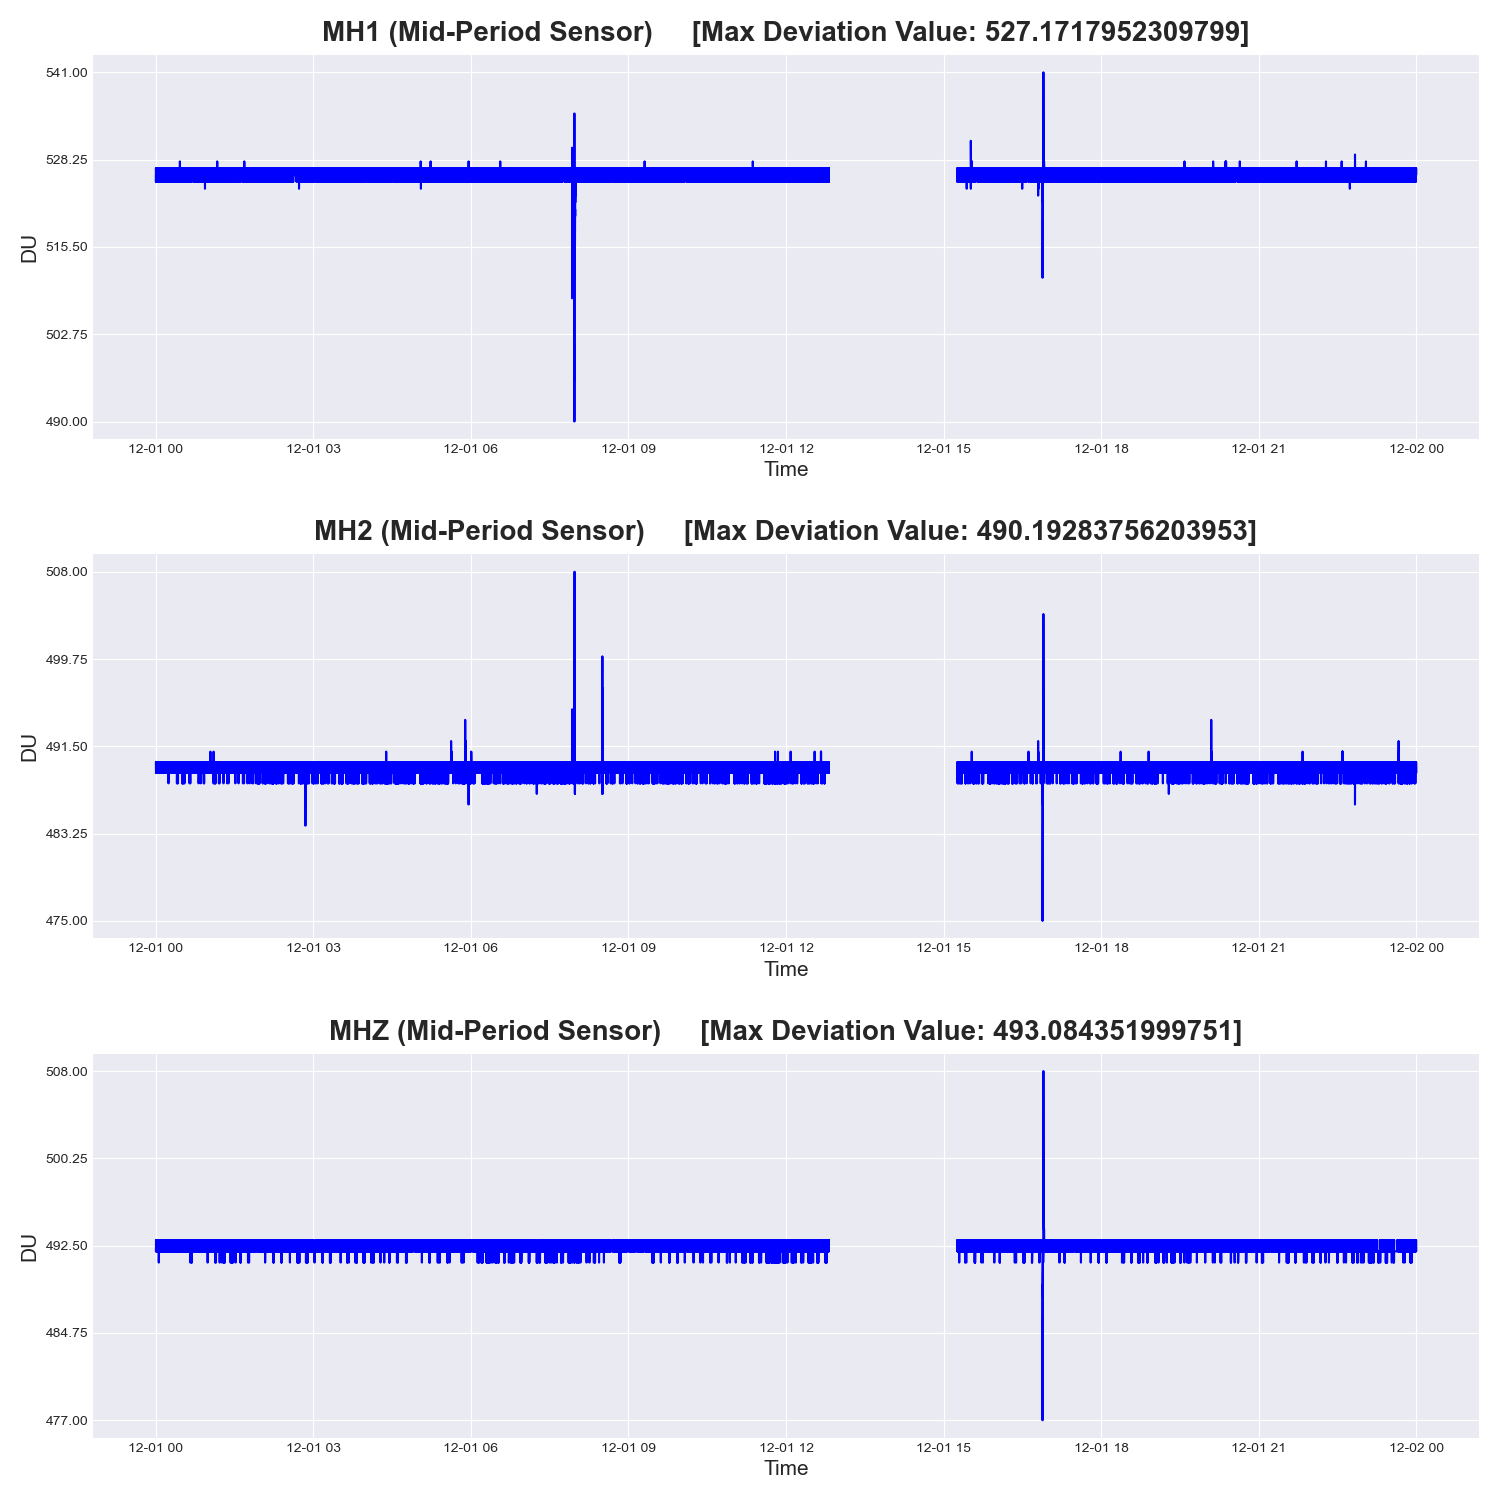 MH1 (Mid-Period Sensor) [Max Deviation Value: 527.1717952309799]
541.00
528.25
515.50
502.75
490.00
DU
12-01 00 12-01 03 12-01 06 12-01 09 12-01 12 12-01 15 12-01 18 12-01 21 12-02 00
Time
MH2 (Mid-Period Sensor) [Max Deviation Value: 490.19283756203953]
508.00
499.75
491.50
483.25
475.00
DU
12-01 00 12-01 03 12-01 06 12-01 09 12-01 12 12-01 15 12-01 18 12-01 21 12-02 00
Time
MHZ (Mid-Period Sensor) [Max Deviation Value: 493.084351999751]
508.00
500.25
492.50
484.75
477.00
DU
12-01 00 12-01 03 12-01 06 12-01 09 12-01 12 12-01 15 12-01 18 12-01 21 12-02 00
Time